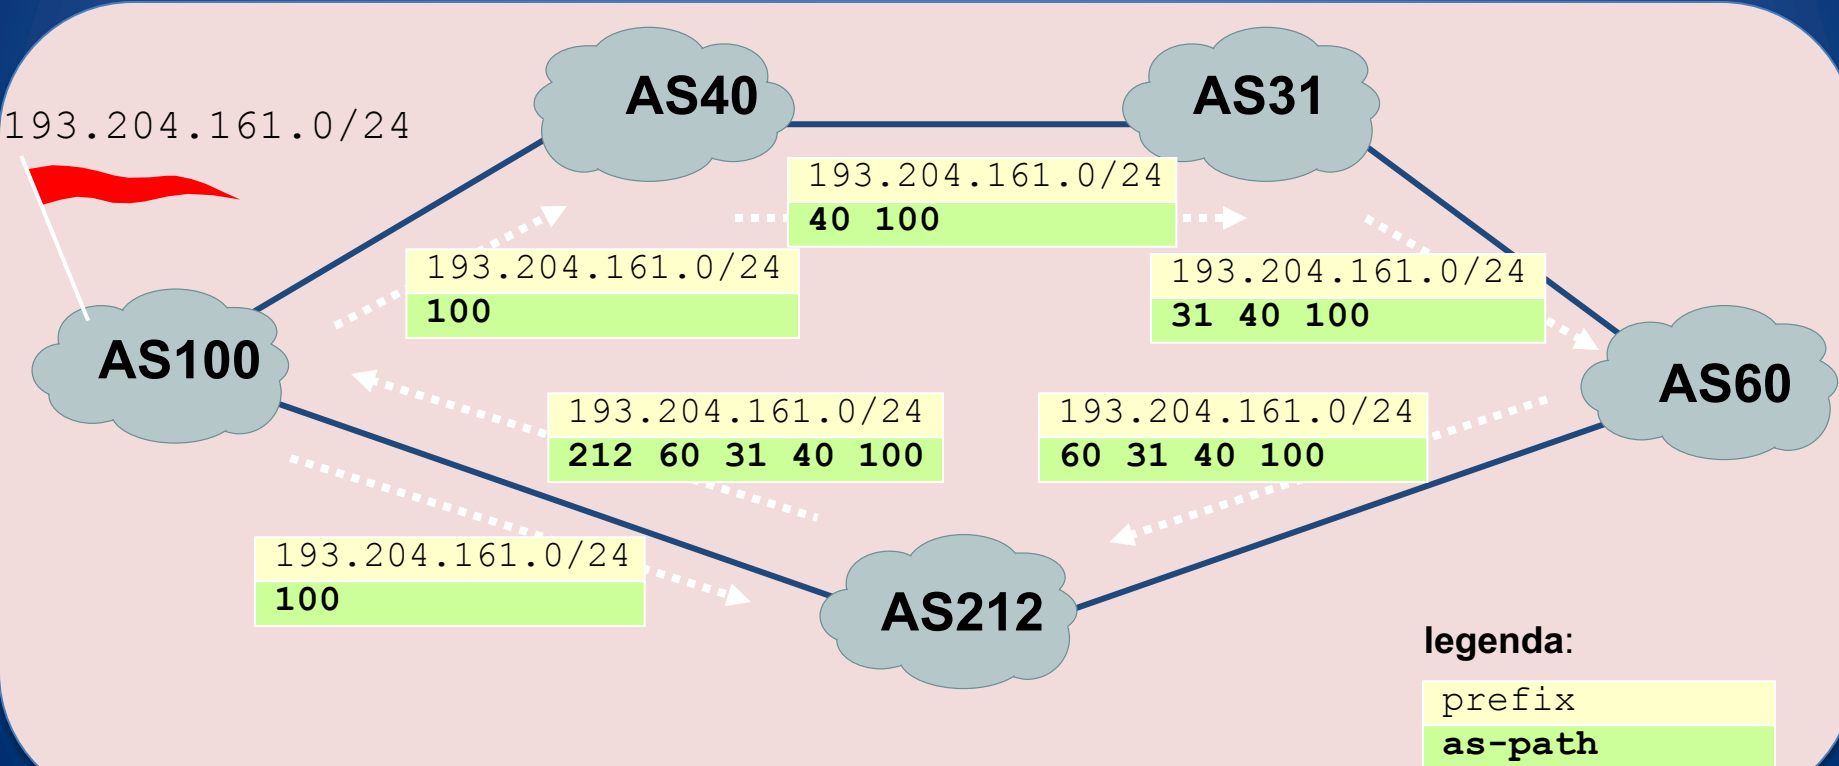 AS40
AS31
193.204.161.0/24
193.204.161.0/24
40 100
193.204.161.0/24
100
193.204.161.0/24
31 40 100
AS100
AS60
193.204.161.0/24
212 60 31 40 100
193.204.161.0/24
60 31 40 100
193.204.161.0/24
100
AS212
legenda:
prefix
as-path